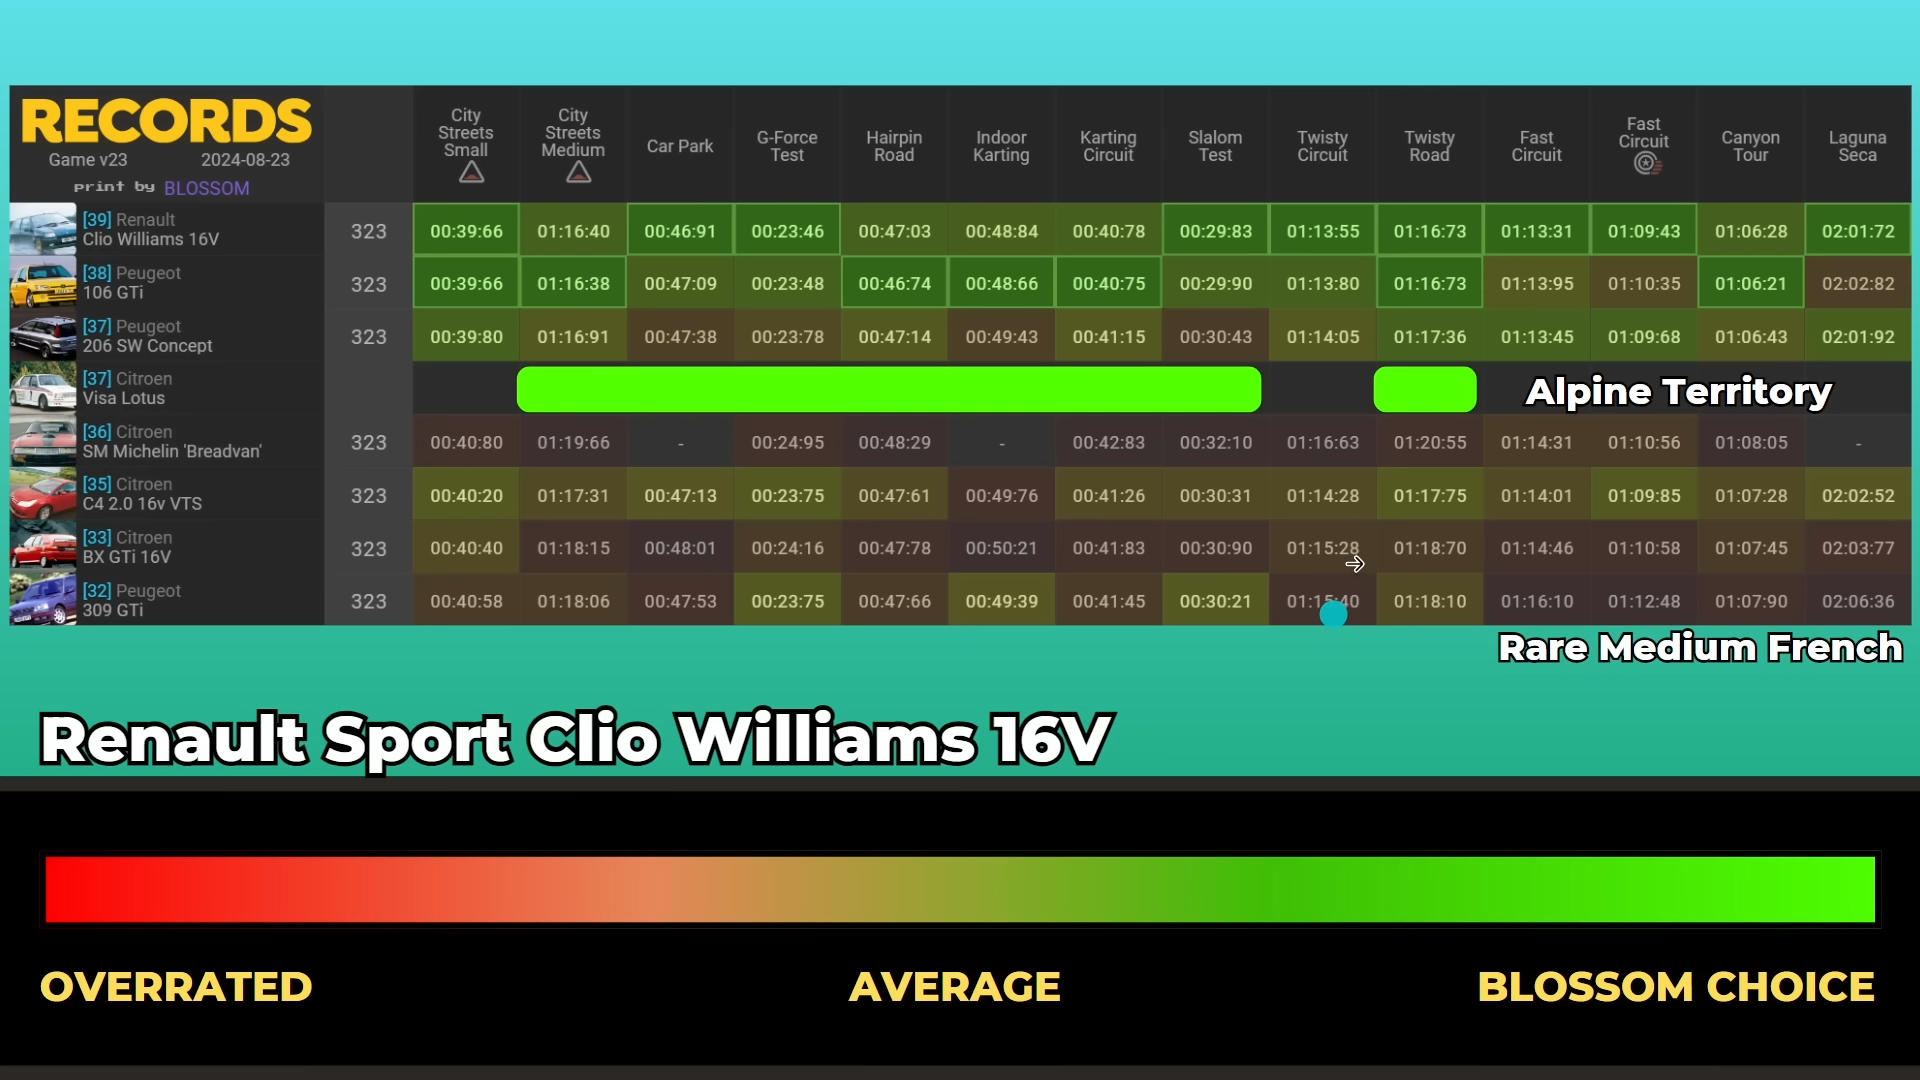 RECORDS
Game v23 2024-08-23
print by BLOSSOM
City Streets Small
City Streets Medium
Car Park
G-Force Test
Hairpin Road
Indoor Karting
Karting Circuit
Slalom Test
Twisty Circuit
Twisty Road
Fast Circuit
Fast Circuit
Canyon Tour
Laguna Seca
[39] Renault
Clio Williams 16V
323 00:39:66 01:16:40 00:46:91 00:23:46 00:47:03 00:48:84 00:40:78 00:29:83 01:13:55 01:16:73 01:13:31 01:09:43 01:06:28 02:01:72
[38] Peugeot
106 GTi
323 00:39:66 01:16:38 00:47:09 00:23:48 00:46:74 00:48:66 00:40:75 00:29:90 01:13:80 01:16:73 01:13:95 01:10:35 01:06:21 02:02:82
[37] Peugeot
206 SW Concept
323 00:39:80 01:16:91 00:47:38 00:23:78 00:47:14 00:49:43 00:41:15 00:30:43 01:14:05 01:17:36 01:13:45 01:09:68 01:06:43 02:01:92
[37] Citroen
Visa Lotus
Alpine Territory
[36] Citroen
SM Michelin 'Breadvan'
323 00:40:80 01:19:66 - 00:24:95 00:48:29 - 00:42:83 00:32:10 01:16:63 01:20:55 01:14:31 01:10:56 01:08:05 -
[35] Citroen
C4 2.0 16v VTS
323 00:40:20 01:17:31 00:47:13 00:23:75 00:47:61 00:49:76 00:41:26 00:30:31 01:14:28 01:17:75 01:14:01 01:09:85 01:07:28 02:02:52
[33] Citroen
BX GTi 16V
323 00:40:40 01:18:15 00:48:01 00:24:16 00:47:78 00:50:21 00:41:83 00:30:90 01:15:28 01:18:70 01:14:46 01:10:58 01:07:45 02:03:77
[32] Peugeot
309 GTi
323 00:40:58 01:18:06 00:47:53 00:23:75 00:47:66 00:49:39 00:41:45 00:30:21 01:15:40 01:18:10 01:16:10 01:12:48 01:07:90 02:06:36
Rare Medium French
Renault Sport Clio Williams 16V
OVERRATED AVERAGE BLOSSOM CHOICE